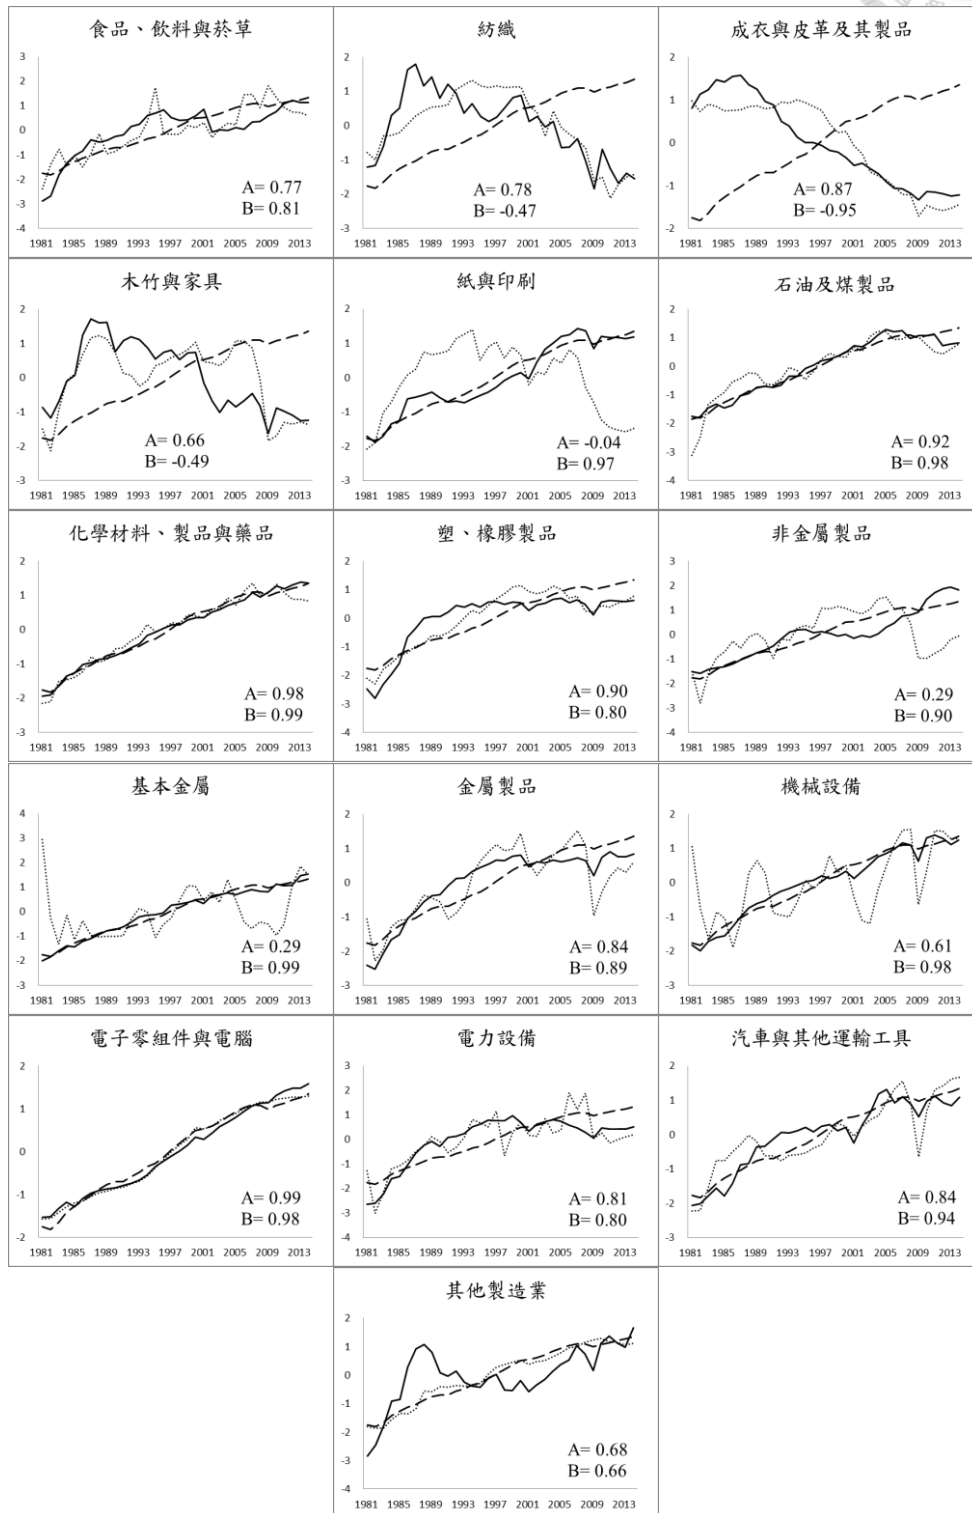 食品、飲料與菸草
3
2
1
0
-1
-2
-3
-4
A= 0.77
B= 0.81
1981 1985 1989 1993 1997 2001 2005 2009 2013
紡織
2
1
0
-1
-2
-3
A= 0.78
B= -0.47
1981 1985 1989 1993 1997 2001 2005 2009 2013
成衣與皮革及其製品
2
1
0
-1
-2
A= 0.87
B= -0.95
1981 1985 1989 1993 1997 2001 2005 2009 2013
木竹與家具
2
1
0
-1
-2
-3
A= 0.66
B= -0.49
1981 1985 1989 1993 1997 2001 2005 2009 2013
紙與印刷
2
1
0
-1
-2
-3
A= -0.04
B= 0.97
1981 1985 1989 1993 1997 2001 2005 2009 2013
石油及煤製品
2
1
0
-1
-2
-3
-4
A= 0.92
B= 0.98
1981 1985 1989 1993 1997 2001 2005 2009 2013
化學材料、製品與藥品
2
1
0
-1
-2
-3
A= 0.98
B= 0.99
1981 1985 1989 1993 1997 2001 2005 2009 2013
塑、橡膠製品
2
1
0
-1
-2
-3
-4
A= 0.90
B= 0.80
1981 1985 1989 1993 1997 2001 2005 2009 2013
非金屬製品
3
2
1
0
-1
-2
-3
-4
A= 0.29
B= 0.90
1981 1985 1989 1993 1997 2001 2005 2009 2013
基本金屬
4
3
2
1
0
-1
-2
-3
A= 0.29
B= 0.99
1981 1985 1989 1993 1997 2001 2005 2009 2013
金屬製品
2
1
0
-1
-2
-3
A= 0.84
B= 0.89
1981 1985 1989 1993 1997 2001 2005 2009 2013
機械設備
2
1
0
-1
-2
-3
A= 0.61
B= 0.98
1981 1985 1989 1993 1997 2001 2005 2009 2013
電子零組件與電腦
2
1
0
-1
-2
A= 0.99
B= 0.98
1981 1985 1989 1993 1997 2001 2005 2009 2013
電力設備
3
2
1
0
-1
-2
-3
-4
A= 0.81
B= 0.80
1981 1985 1989 1993 1997 2001 2005 2009 2013
汽車與其他運輸工具
2
1
0
-1
-2
-3
A= 0.84
B= 0.94
1981 1985 1989 1993 1997 2001 2005 2009 2013
其他製造業
2
1
0
-1
-2
-3
-4
A= 0.68
B= 0.66
1981 1985 1989 1993 1997 2001 2005 2009 2013